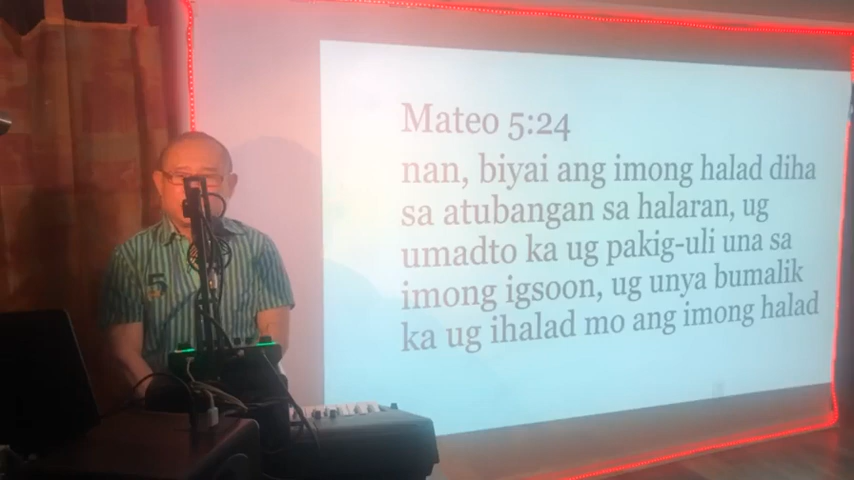 Mateo 5:24
nan, biyai ang imong halad diha
sa atubangan sa halaran, ug
umadto ka ug pakig-uli una sa
imong igsoon, ug unya bumalik
ka ug ihalad mo ang imong halad